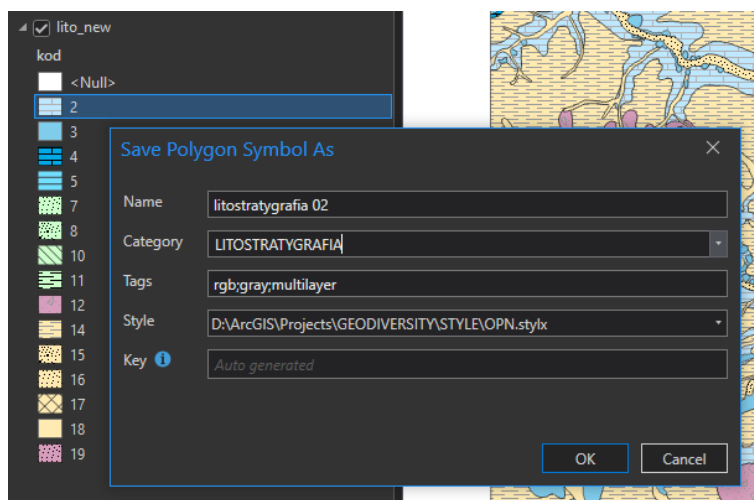 lito_new
kod
<Null>
2
3
4
5
7
8
10
11
12
14
15
16
17
18
19
Save Polygon Symbol As
Name
litostratygrafia 02
Category
LITOSTRATYGRAFIA
Tags
rgb;gray;multilayer
Style
D:\ArcGIS\Projects\GEODIVERSITY\STYLE\OPN.stylx
Key
Auto generated
OK
Cancel